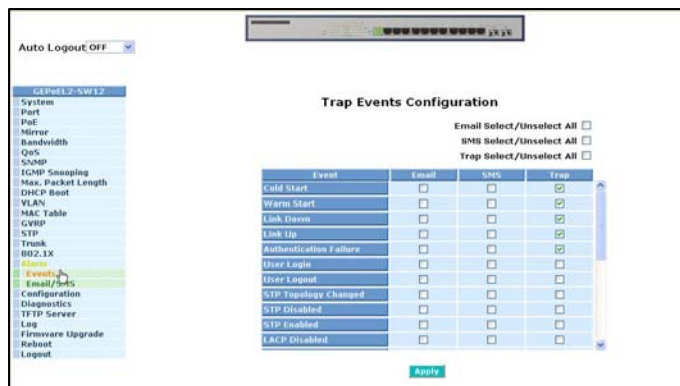 Auto Logout OFF
GEPoEL2-SW12
System
Port
PoE
Mirror
Bandwidth
QoS
SNMP
IGMP Snooping
Max. Packet Length
DHCP Boot
VLAN
MAC Table
GVRP
STP
Trunk
802.1X
Alarm
Events
Email/SMS
Configuration
Diagnostics
TFTP Server
Log
Firmware Upgrade
Reboot
Logout
Trap Events Configuration
Email Select/Unselect All
SMS Select/Unselect All
Trap Select/Unselect All
Event Email SMS Trap
Cold Start
Warm Start
Link Down
Link Up
Authentication Failure
User Login
User Logout
STP Topology Changed
STP Disabled
STP Enabled
LACP Disabled
Apply